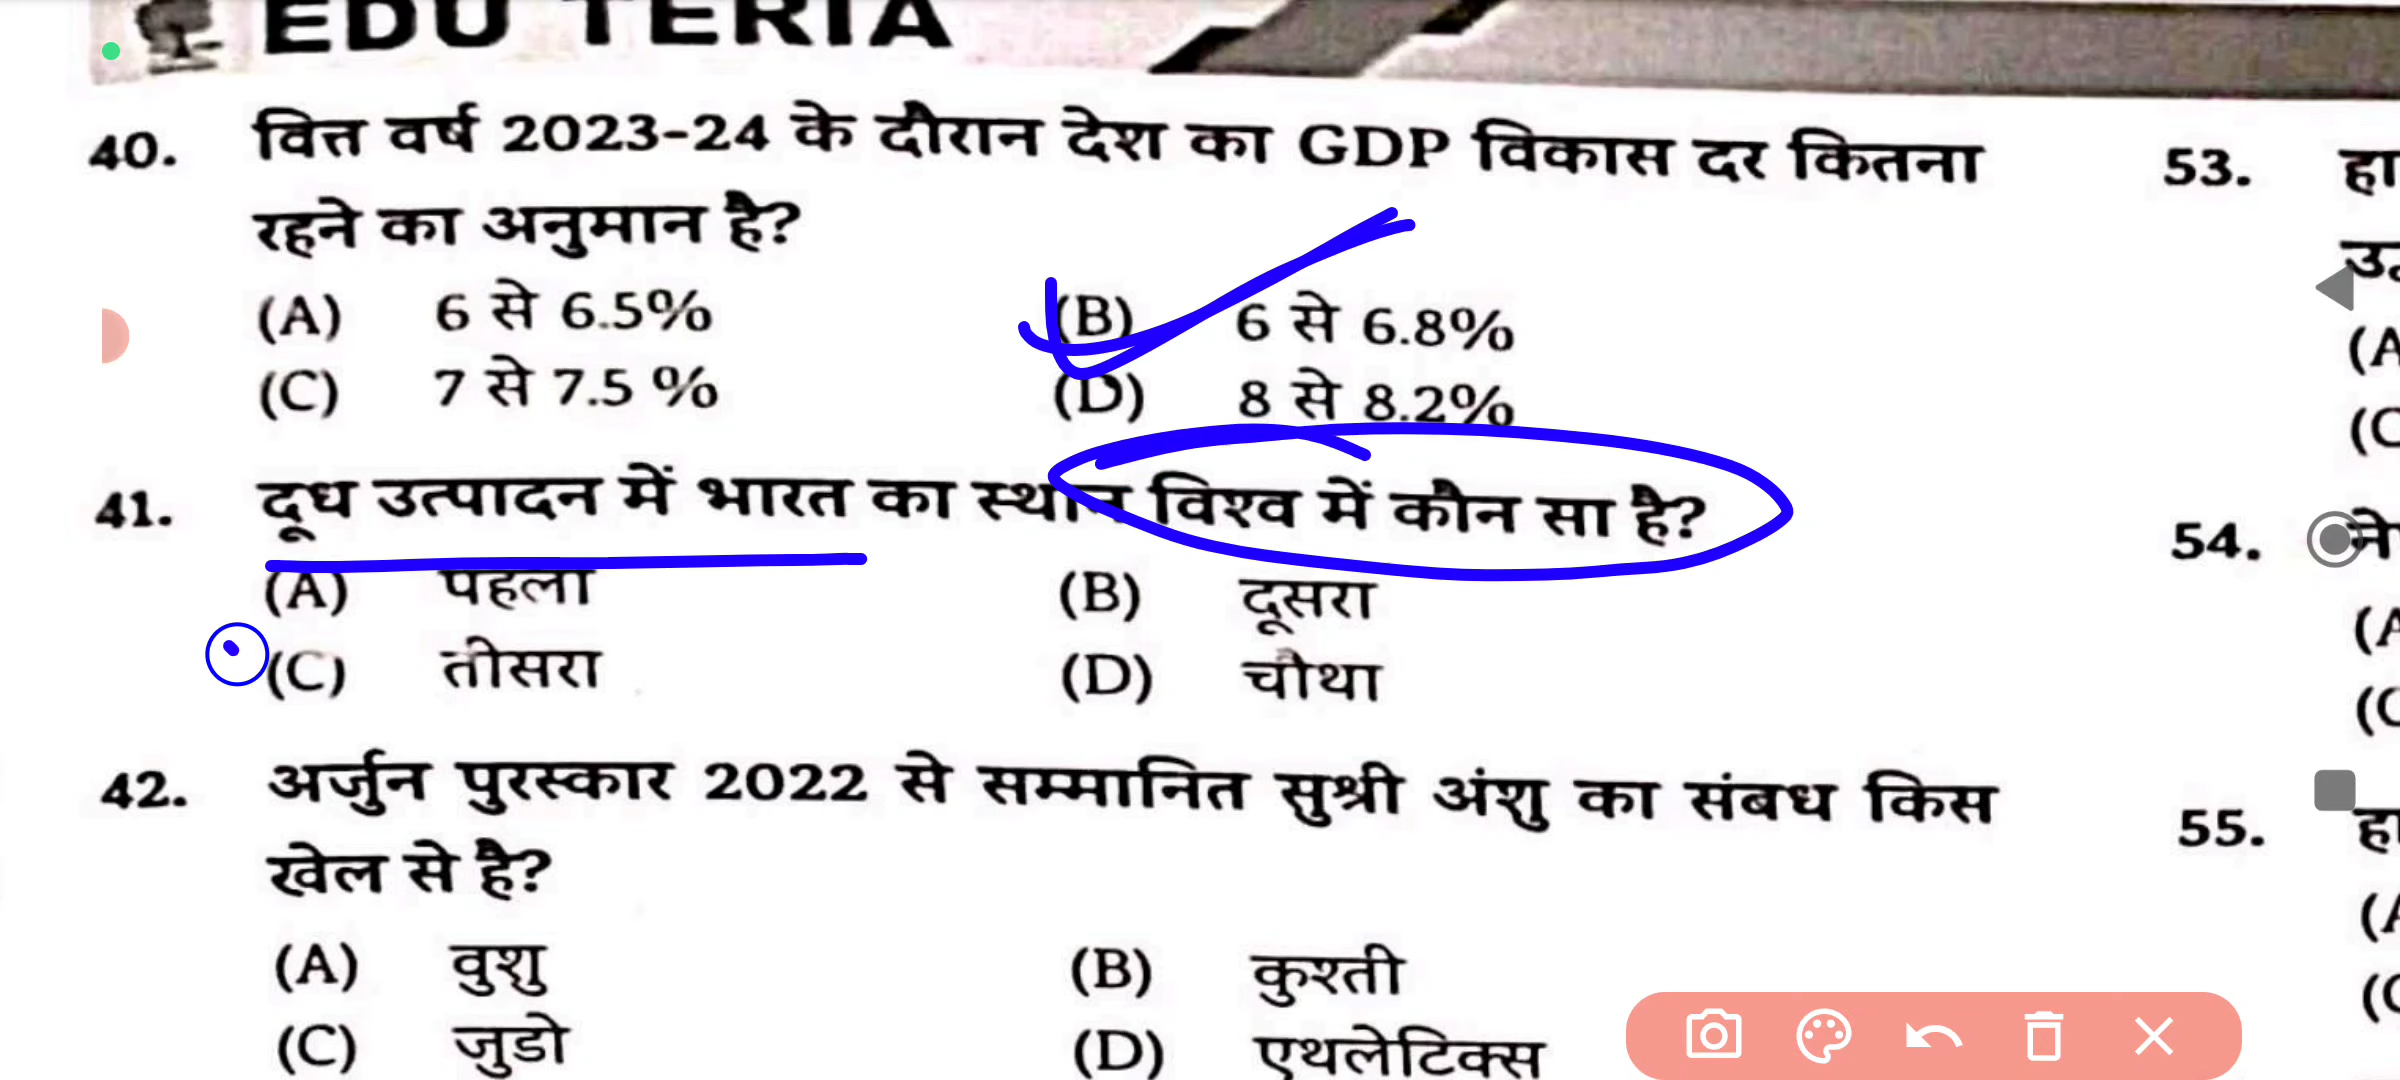 EDU TERIA
40. वित्त वर्ष 2023-24 के दौरान देश का GDP विकास दर कितना
रहने का अनुमान है?
(A) 6 से 6.5% (B) 6 से 6.8%
(C) 7 से 7.5 % (D) 8 से 8.2%
41. दूध उत्पादन में भारत का स्थान विश्व में कौन सा है?
(A) पहला (B) दूसरा
(C) तीसरा (D) चौथा
42. अर्जुन पुरस्कार 2022 से सम्मानित सुश्री अंशु का संबध किस
खेल से है?
(A) वुशु (B) कुश्ती
(C) जुडो (D) एथलेटिक्स
53.
54.
55.